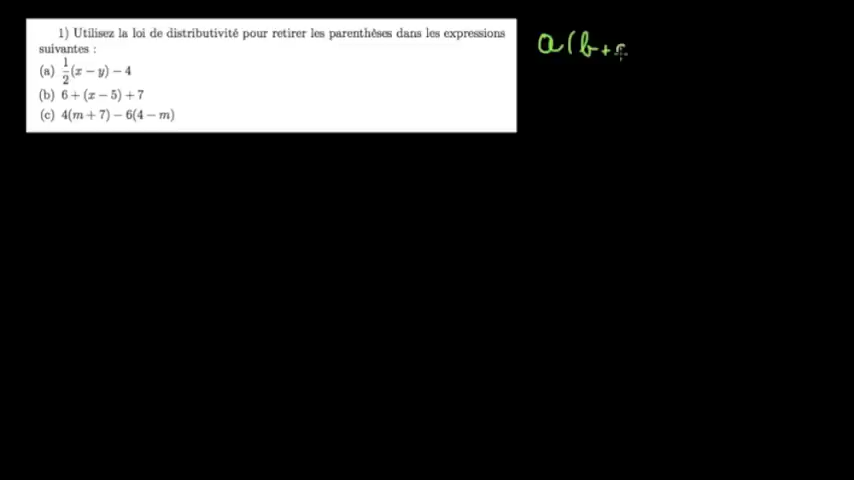 1) Utilisez la loi de distributivité pour retirer les parenthèses dans les expressions
suivantes :
(a) \frac{1}{2}(x − y) − 4
(b) 6 + (x − 5) + 7
(c) 4(m + 7) − 6(4 − m)
a(b+